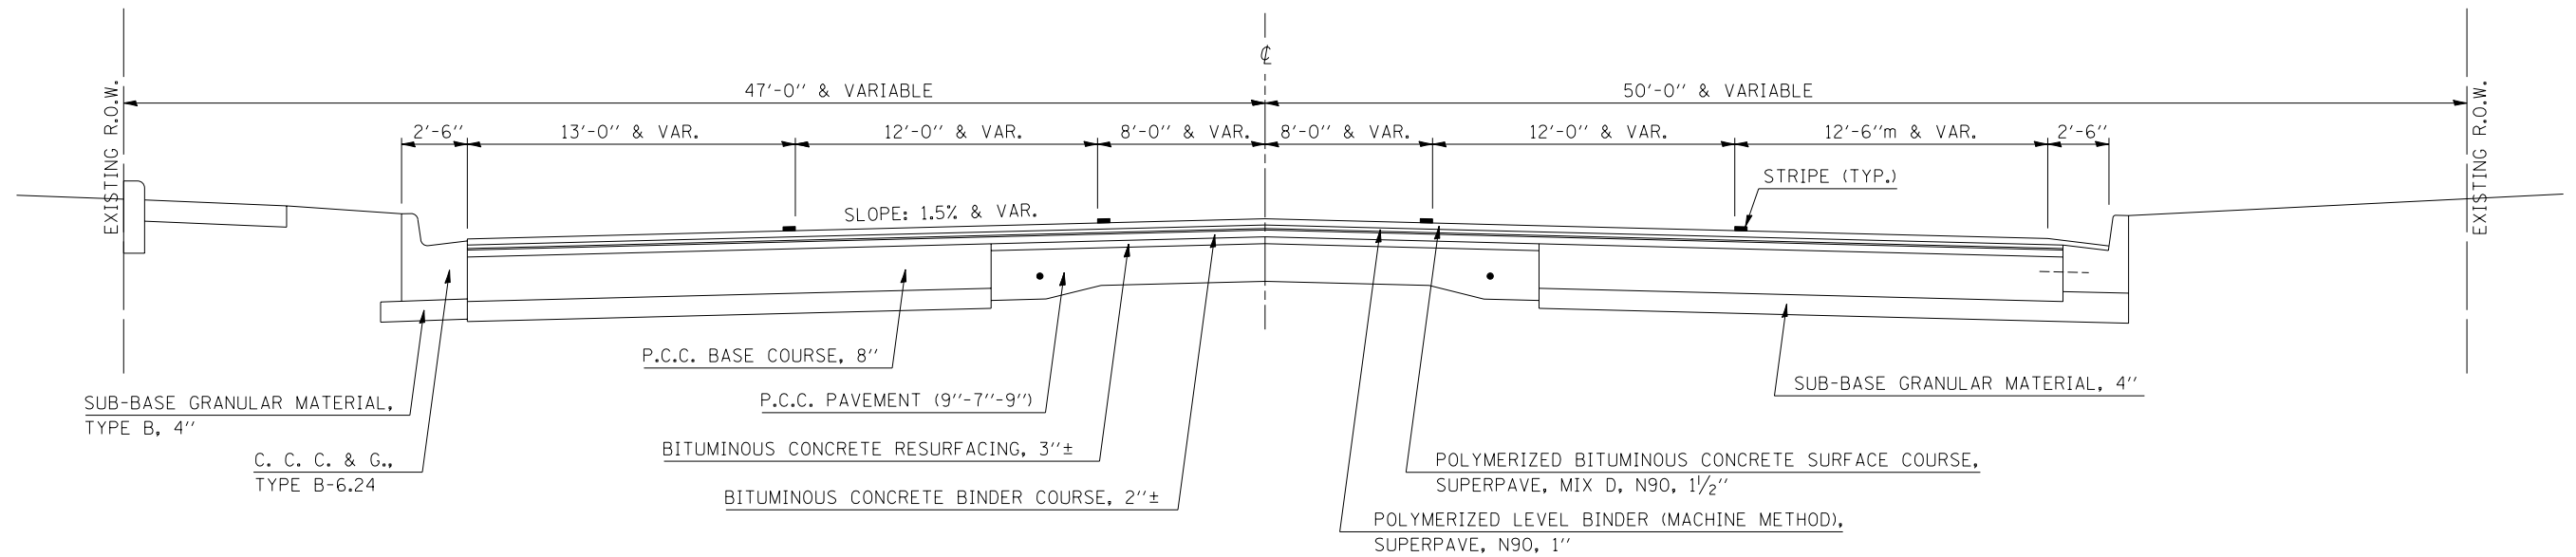 ℄
47'-0" & VARIABLE
50'-0" & VARIABLE
EXISTING R.O.W.
EXISTING R.O.W.
2'-6"
13'-0" & VAR.
12'-0" & VAR.
8'-0" & VAR.
8'-0" & VAR.
12'-0" & VAR.
12'-6"m & VAR.
2'-6"
STRIPE (TYP.)
SLOPE: 1.5% & VAR.
P.C.C. BASE COURSE, 8"
SUB-BASE GRANULAR MATERIAL, 4"
SUB-BASE GRANULAR MATERIAL,
TYPE B, 4"
P.C.C. PAVEMENT (9"-7"-9")
BITUMINOUS CONCRETE RESURFACING, 3"±
C. C. C. & G.,
TYPE B-6.24
POLYMERIZED BITUMINOUS CONCRETE SURFACE COURSE,
SUPERPAVE, MIX D, N90, 1½"
BITUMINOUS CONCRETE BINDER COURSE, 2"±
POLYMERIZED LEVEL BINDER (MACHINE METHOD),
SUPERPAVE, N90, 1"